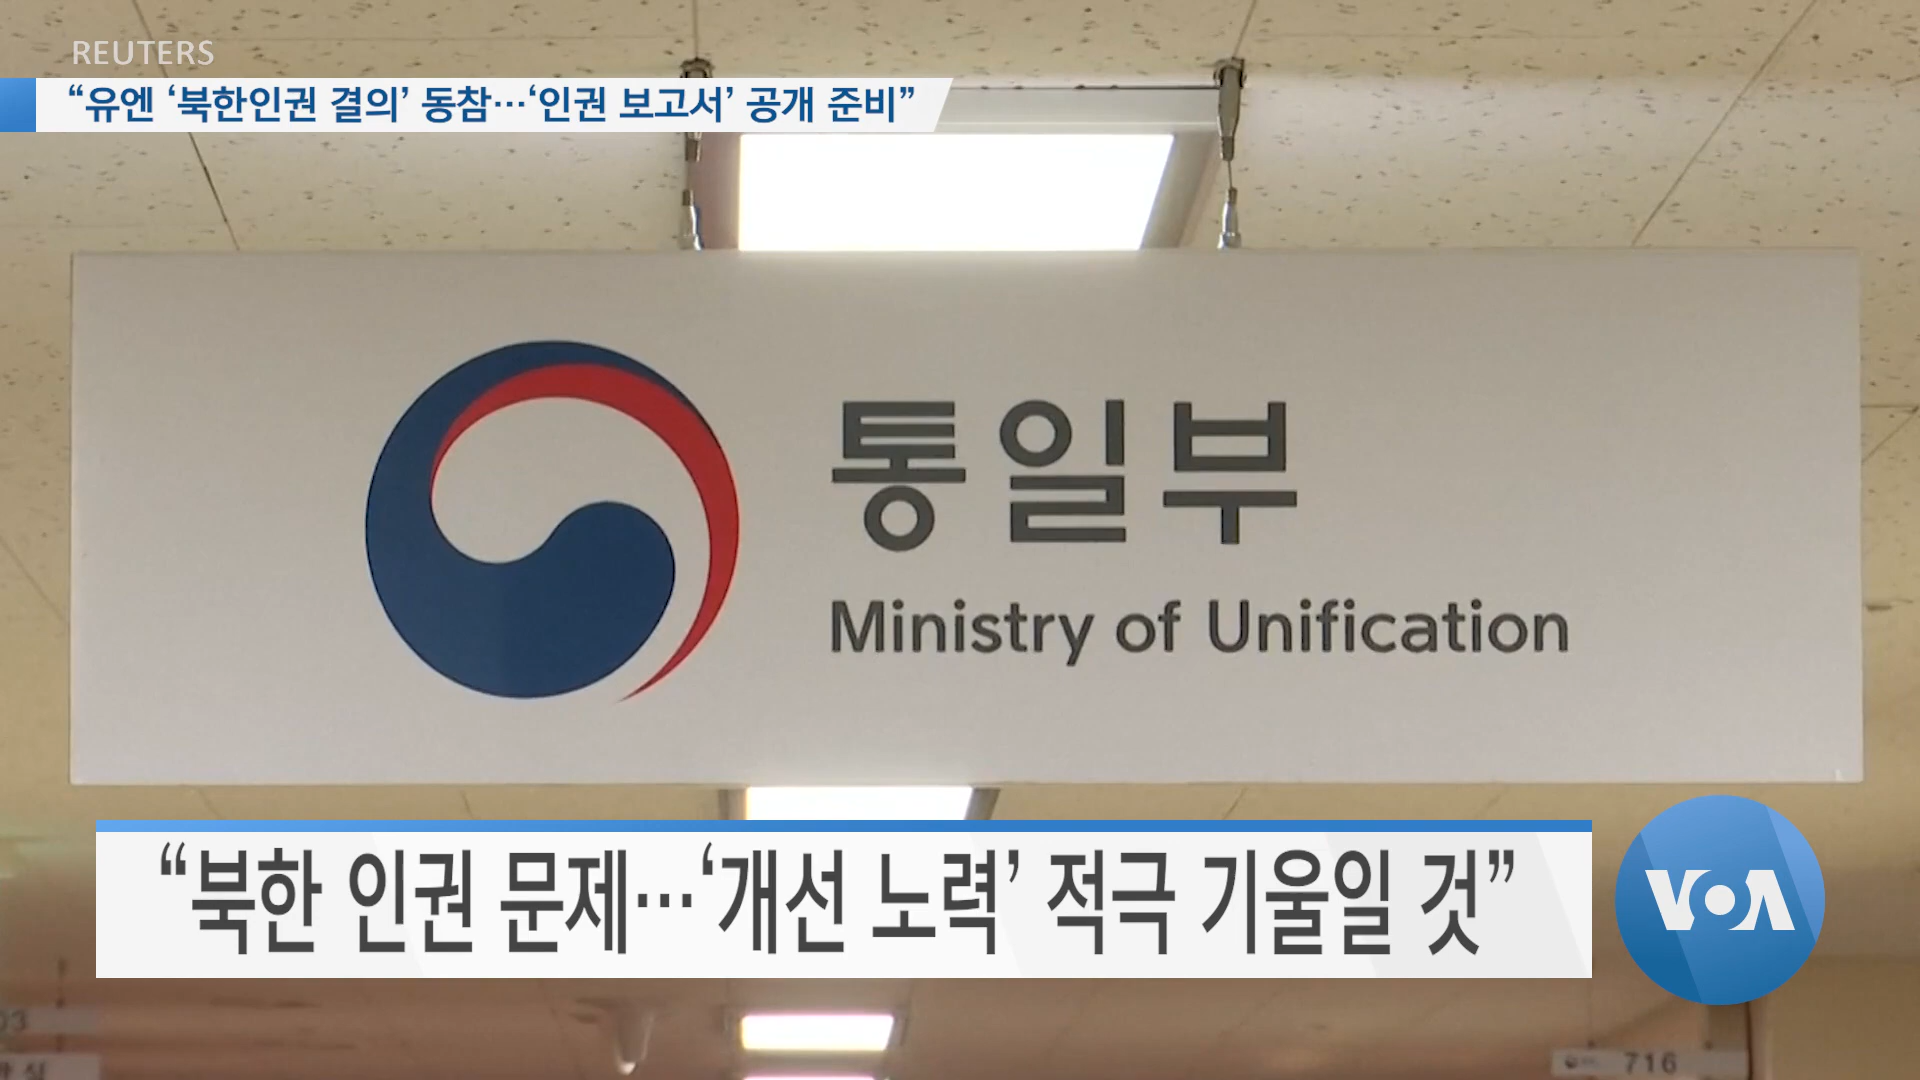 REUTERS
“유엔 ‘북한인권 결의’ 동참…‘인권 보고서’ 공개 준비”
통일부
Ministry of Unification
“북한 인권 문제…‘개선 노력’ 적극 기울일 것”
VOA
03
716